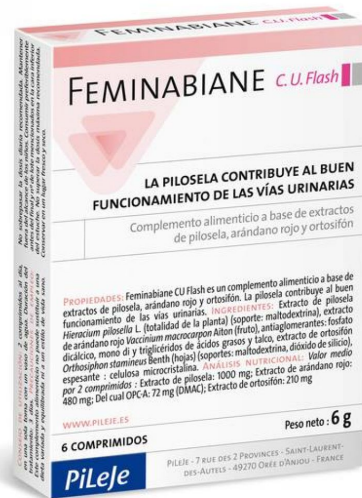 FEMINABIANE C.U. Flash
LA PILOSELA CONTRIBUYE AL BUEN
FUNCIONAMIENTO DE LAS VÍAS URINARIAS
Complemento alimenticio a base de extractos
de pilosela, arándano rojo y ortosifón
PROPIEDADES: Feminabiane CU Flash es un complemento alimenticio a base de
extractos de pilosela, arándano rojo y ortosifón. La pilosela contribuye al buen
funcionamiento de las vías urinarias. INGREDIENTES: Extracto de pilosela
Hieracium pilosella L. (totalidad de la planta) (soporte: maltodextrina), extracto
de arándano rojo Vaccinium macrocarpon Aiton (fruto), antiaglomerantes: fosfato
dicálcico, mono di y triglicéridos de ácidos grasos y talco, extracto de ortosifón
Orthosiphon stamineus Benth (hojas) (soportes: maltodextrina, dióxido de silicio),
espesante : celulosa microcristalina. ANÁLISIS NUTRICIONAL: Valor medio
por 2 comprimidos : Extracto de pilosela: 1000 mg; Extracto de arándano rojo:
480 mg; Del cual OPC-A: 72 mg (DMAC); Extracto de ortosifón: 210 mg
WWW.PILEJE.ES
6 COMPRIMIDOS
Peso neto : 6 g
PiLeJe
PILEJE - 7 RUE DES 2 PROVINCES - SAINT-LAURENT-
DES-AUTELS - 49270 ORÉE D'ANJOU - FRANCE